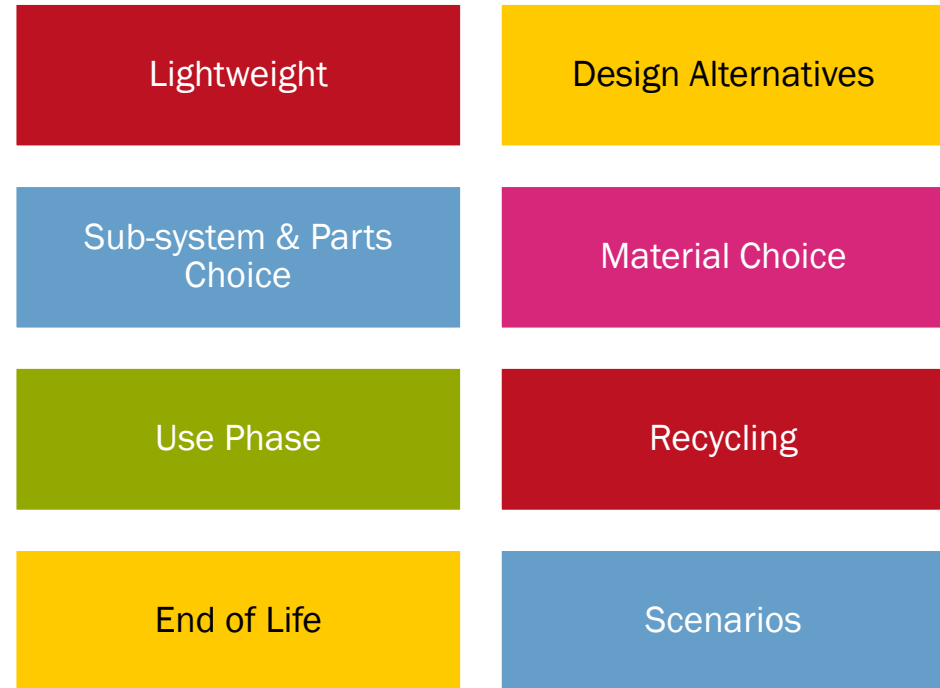 Lightweight
Design Alternatives
Sub-system & Parts
Choice
Material Choice
Use Phase
Recycling
End of Life
Scenarios